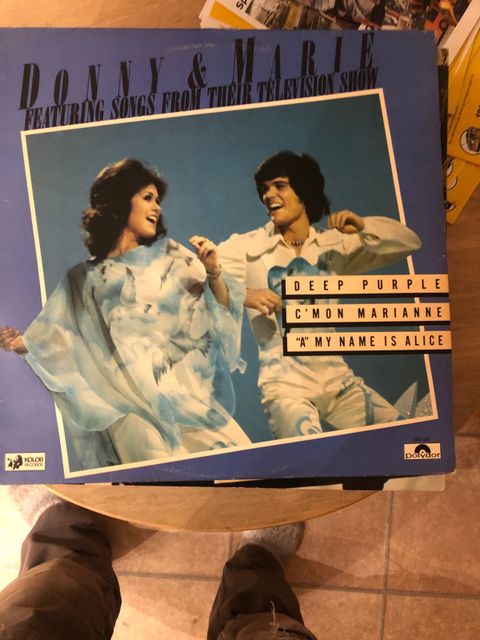 DONNY & MARIE
FEATURING SONGS FROM THEIR TELEVISION SHOW
DEEP PURPLE
C'MON MARIANNE
"A" MY NAME IS ALICE
KOLOB
RECORDS
Polydor